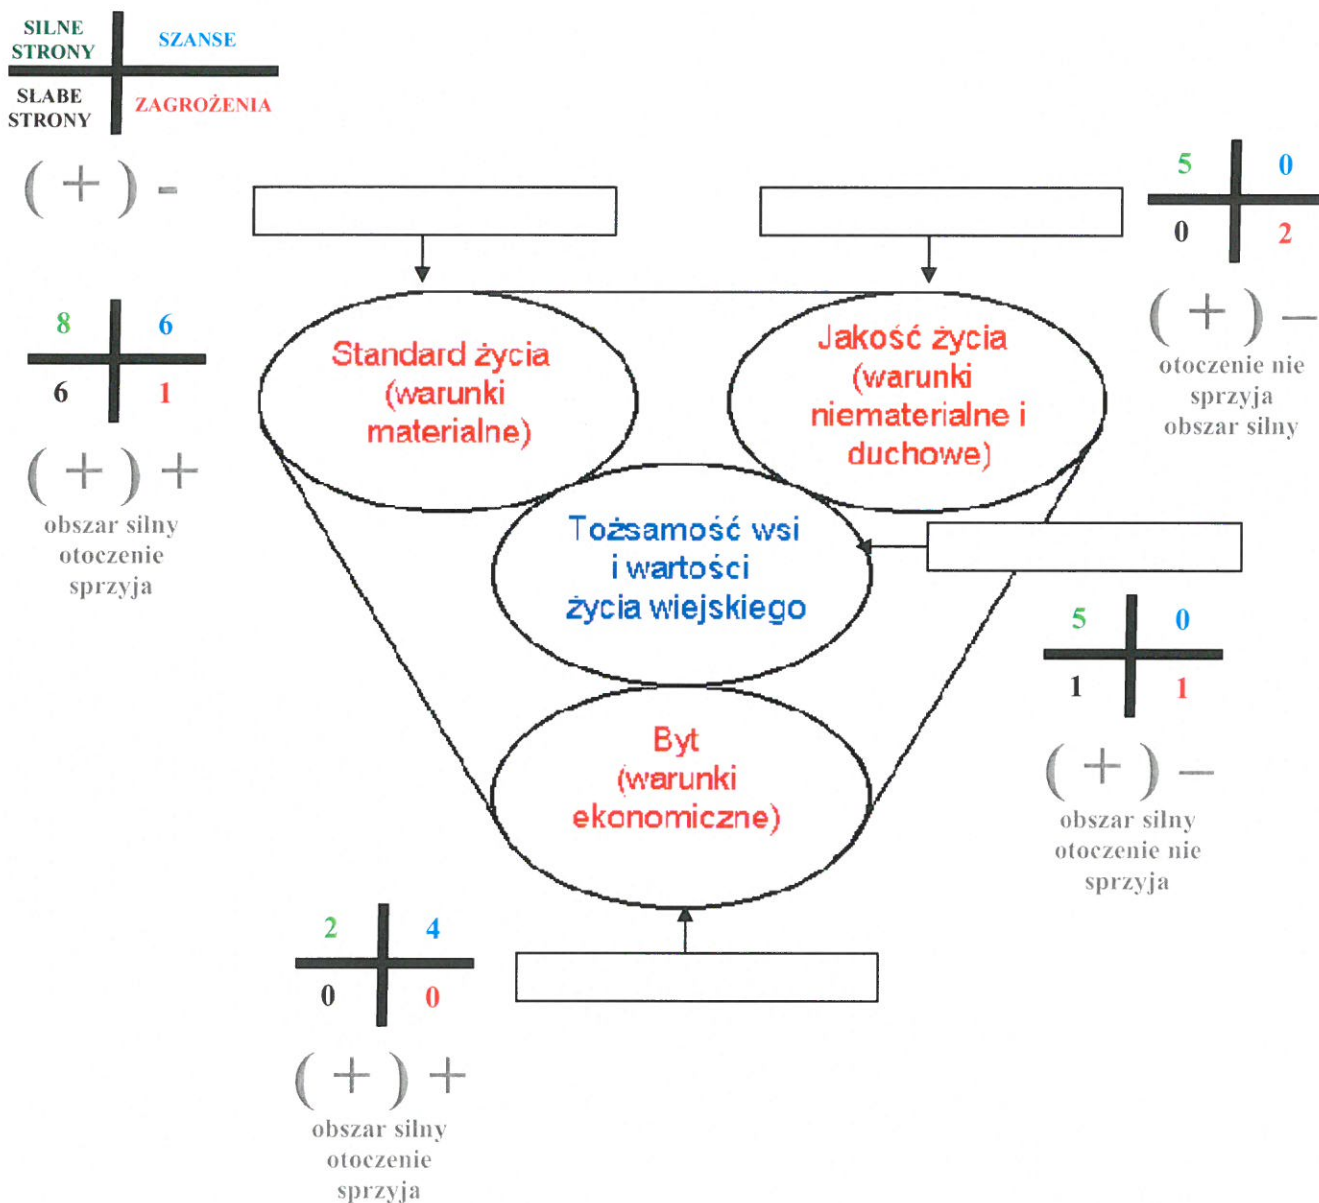 SILNE
STRONY
SZANSE
SŁABE
STRONY
ZAGROŻENIA
( + ) -
5 0
0 2
( + ) –
otoczenie nie
sprzyja
obszar silny
8 6
6 1
( + ) +
obszar silny
otoczenie
sprzyja
Standard życia
(warunki
materialne)
Jakość życia
(warunki
niematerialne i
duchowe)
Tożsamość wsi
i wartości
życia wiejskiego
5 0
1 1
( + ) –
obszar silny
otoczenie nie
sprzyja
Byt
(warunki
ekonomiczne)
2 4
0 0
( + ) +
obszar silny
otoczenie
sprzyja